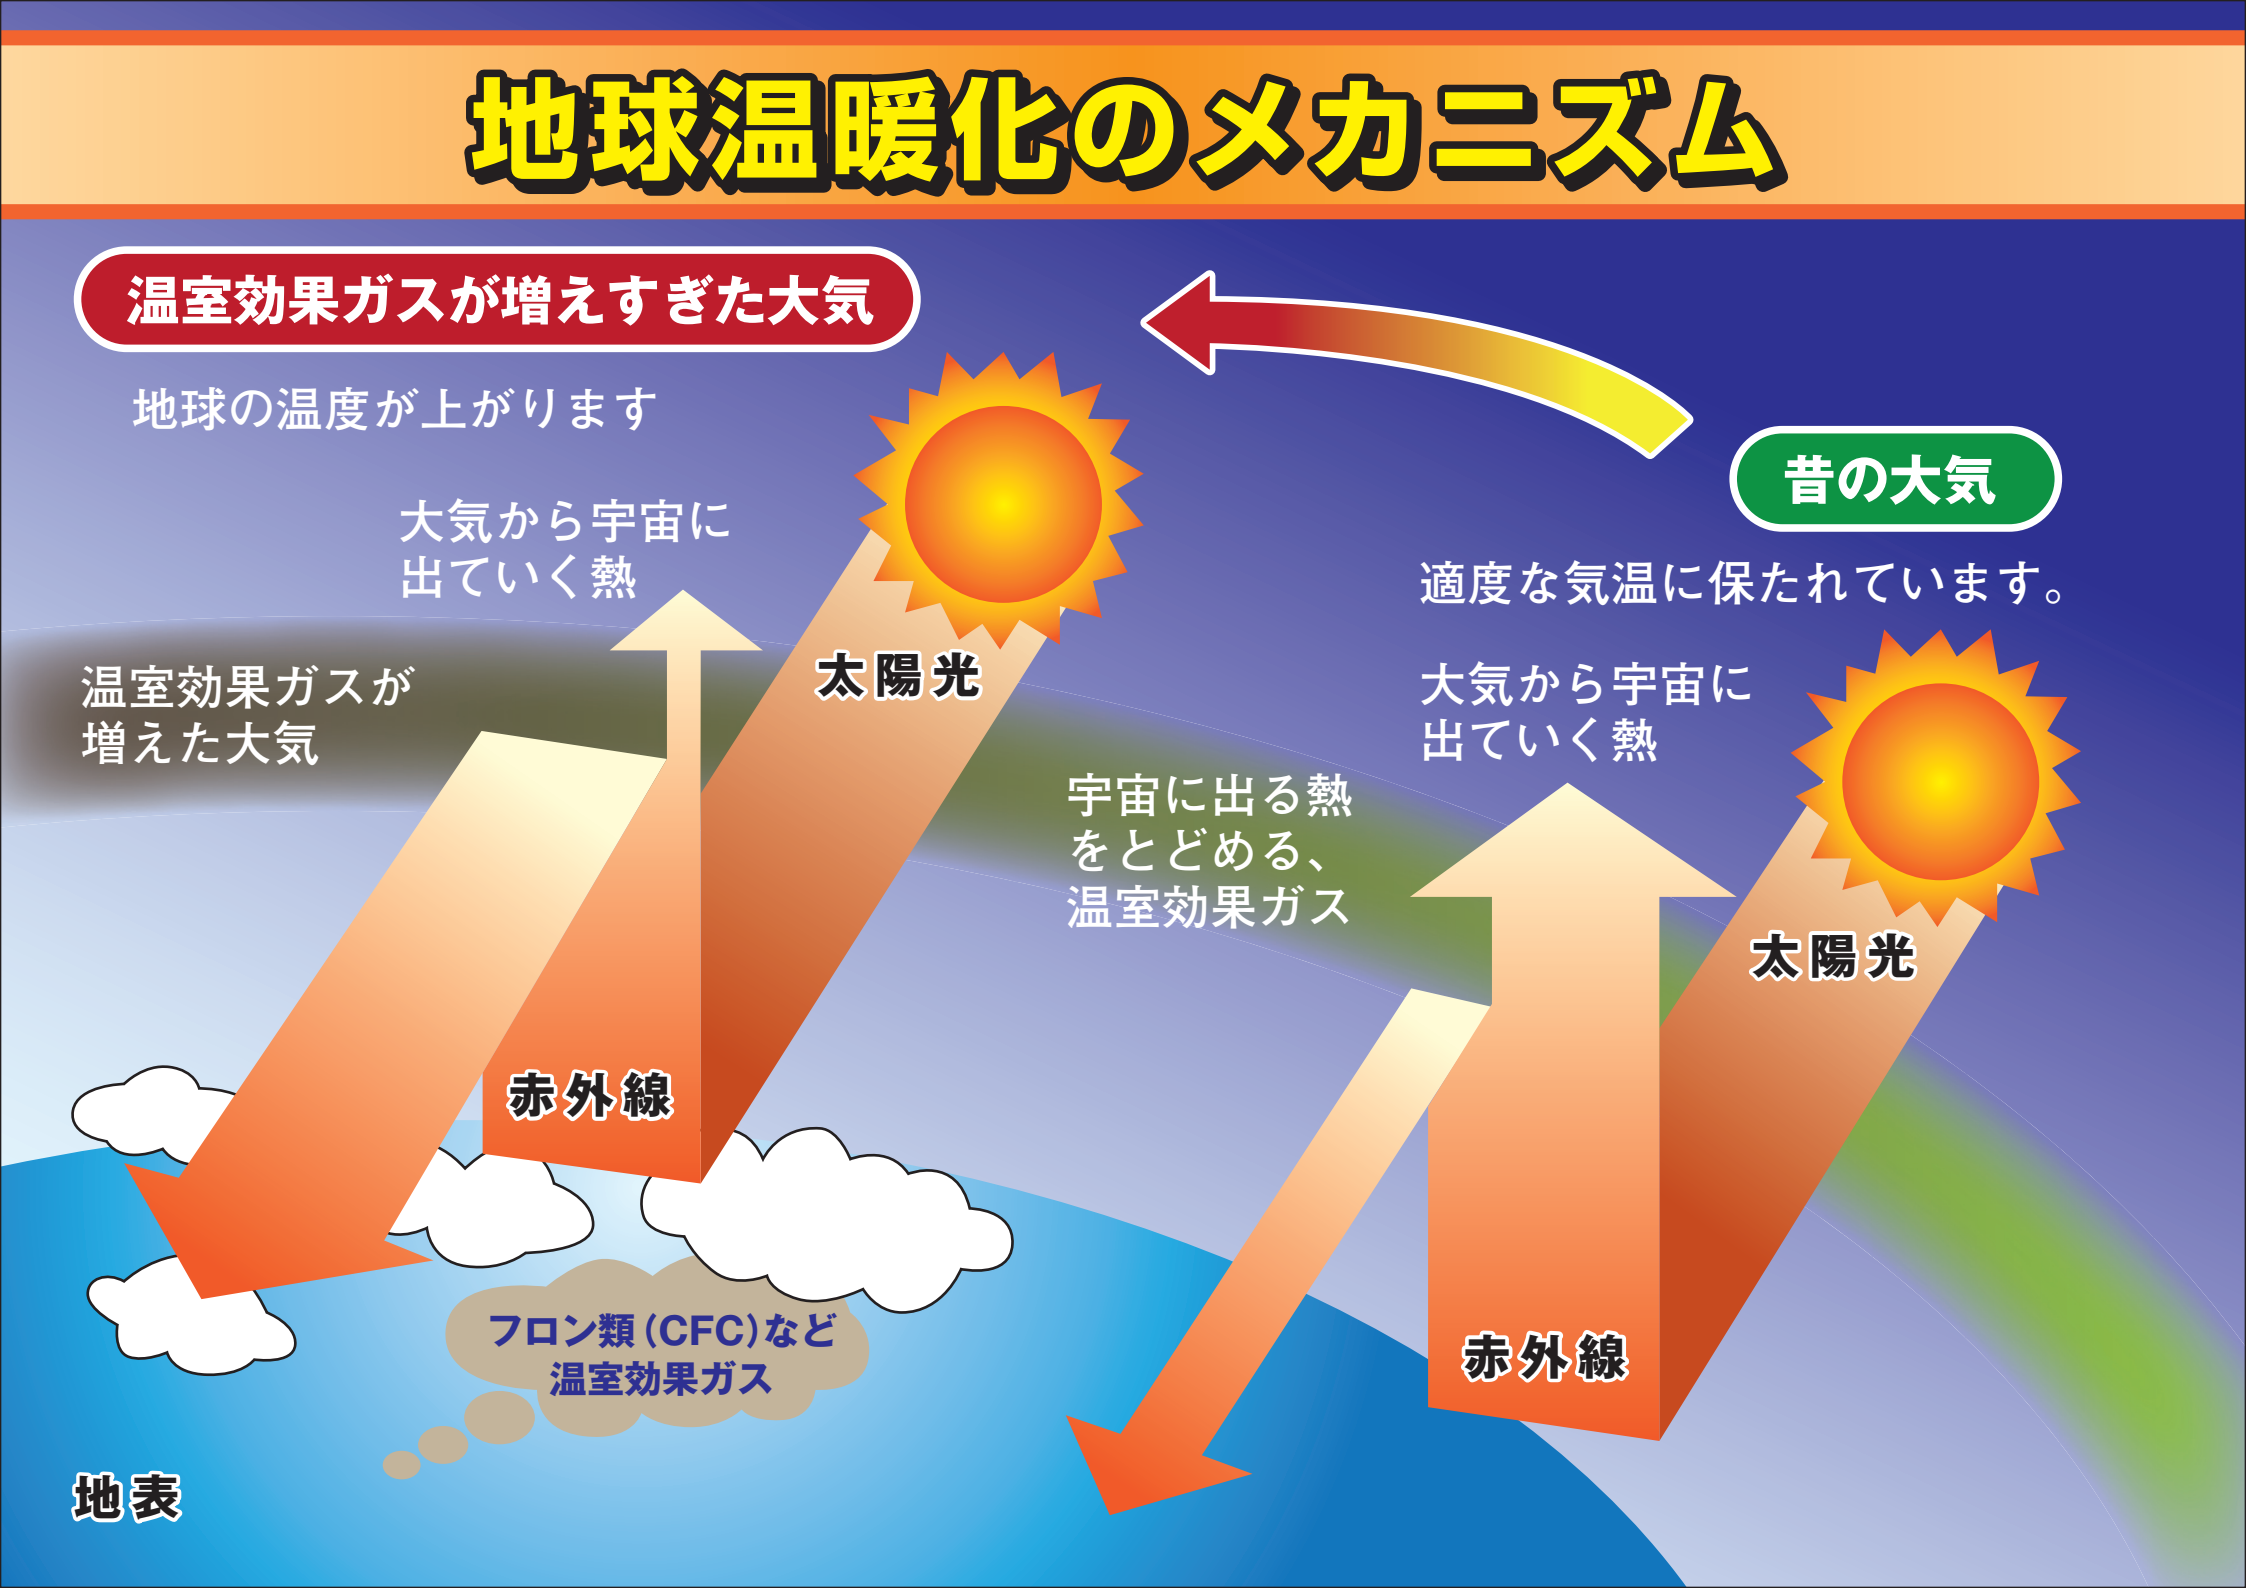 地球温暖化のメカニズム
温室効果ガスが増えすぎた大気
地球の温度が上がります
大気から宇宙に
出ていく熱
温室効果ガスが
増えた大気
太陽光
赤外線
フロン類(CFC)など
温室効果ガス
地表
昔の大気
適度な気温に保たれています。
大気から宇宙に
出ていく熱
宇宙に出る熱
をとどめる、
温室効果ガス
太陽光
赤外線